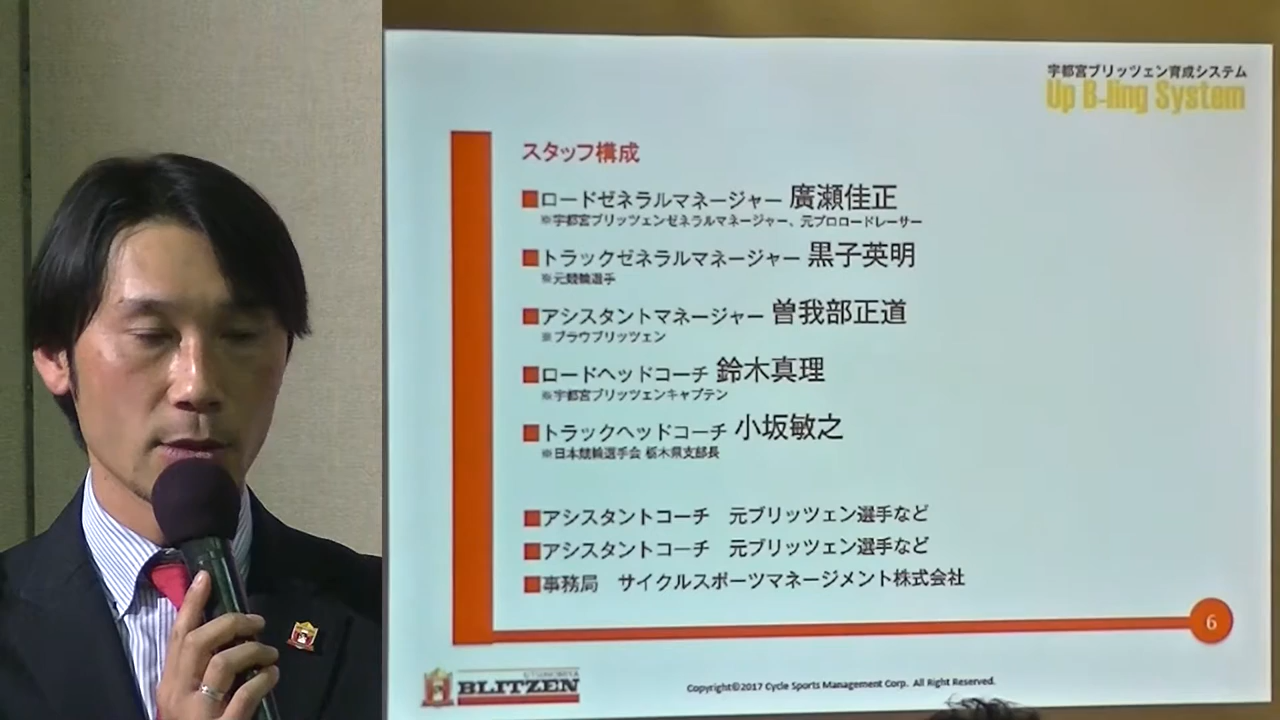 宇都宮ブリッツェン育成システム
Up B-ling System
スタッフ構成
■ロードゼネラルマネージャー 廣瀬佳正
※宇都宮ブリッツェンゼネラルマネージャー、元プロロードレーサー
■トラックゼネラルマネージャー 黒子英明
※元競輪選手
■アシスタントマネージャー 曽我部正道
※ブラウブリッツェン
■ロードヘッドコーチ 鈴木真理
※宇都宮ブリッツェンキャプテン
■トラックヘッドコーチ 小坂敏之
※日本競輪選手会 栃木県支部長
■アシスタントコーチ 元ブリッツェン選手など
■アシスタントコーチ 元ブリッツェン選手など
■事務局 サイクルスポーツマネージメント株式会社
6
UTSUNOMIYA
BLITZEN
Copyright©2017 Cycle Sports Management Corp. All Right Reserved.